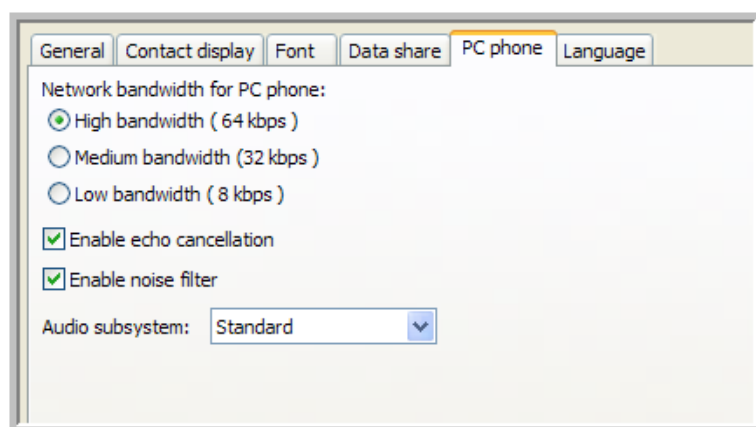 General Contact display Font Data share PC phone Language
Network bandwidth for PC phone:
High bandwidth ( 64 kbps )
Medium bandwidth (32 kbps )
Low bandwidth ( 8 kbps )
Enable echo cancellation
Enable noise filter
Audio subsystem: Standard